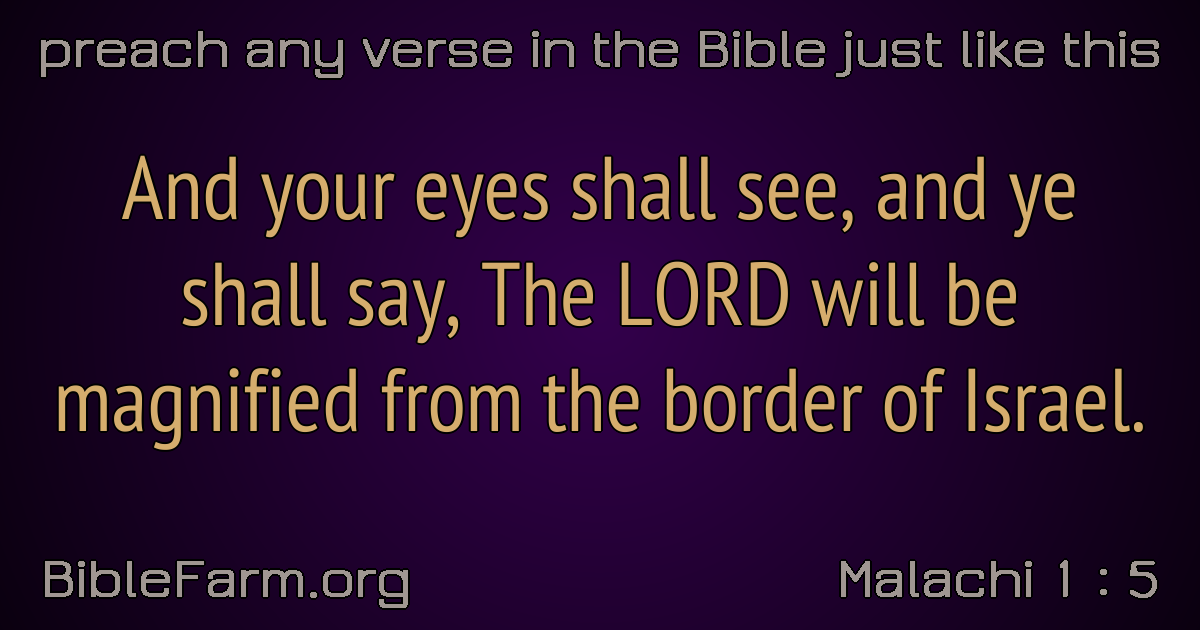 preach any verse in the Bible just like this
And your eyes shall see, and ye
shall say, The LORD will be
magnified from the border of Israel.
BibleFarm.org
Malachi 1 : 5